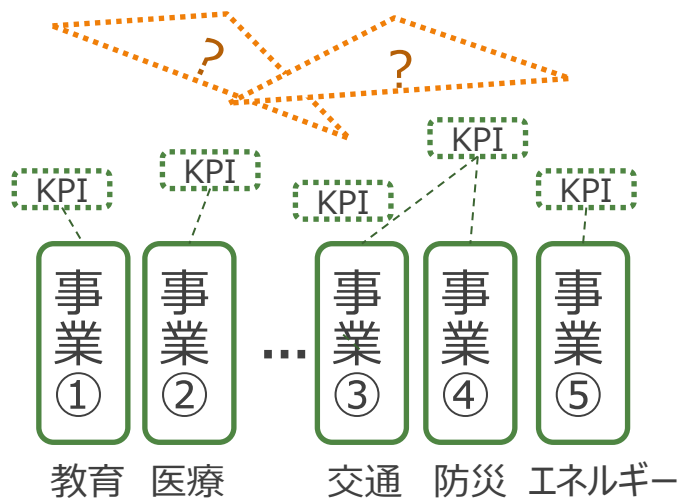 ?
?
KPI
KPI
KPI
KPI
KPI
事業①
事業②
…
事業③
事業④
事業⑤
教育
医療
交通
防災
エネルギー